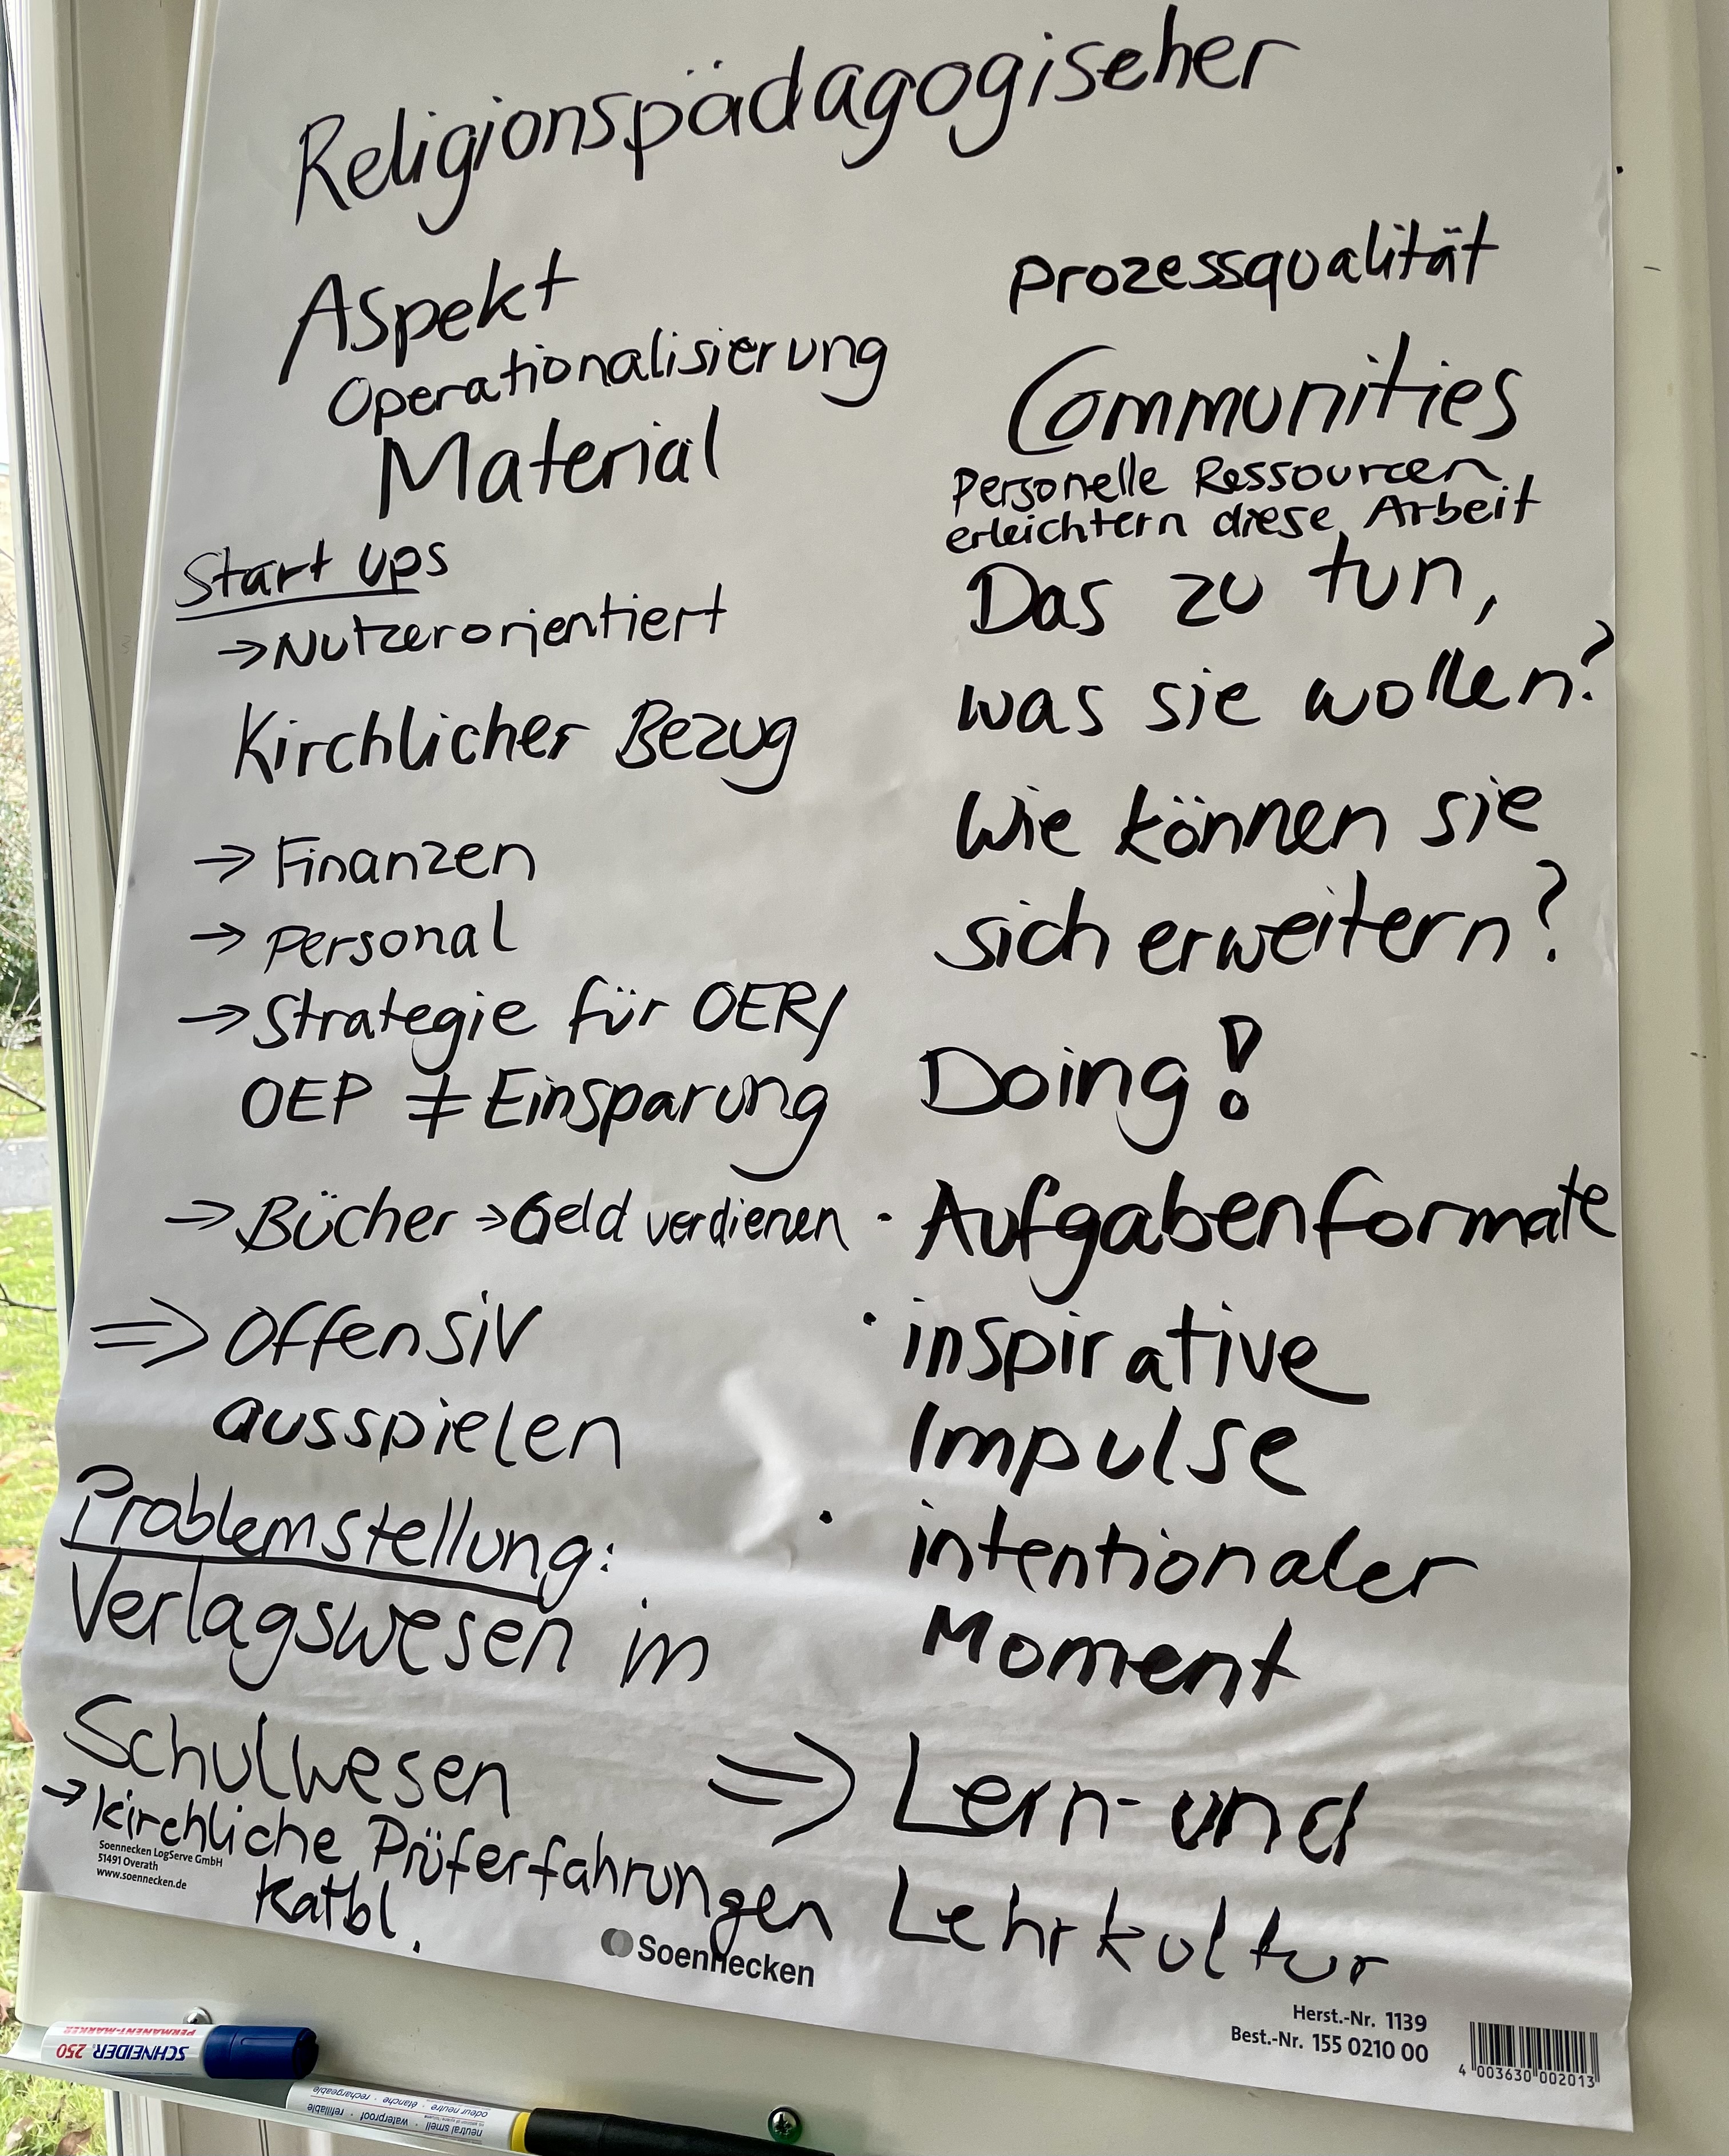 Religionspädagogischer
Aspekt
Operationalisierung
Material
Start ups
→ Nutzerorientiert
Kirchlicher Bezug
→ Finanzen
→ Personal
→ Strategie für OER/
OEP ≠ Einsparung
→ Bücher → Geld verdienen
⇒ Offensiv
ausspielen
Problemstellung:
Verlagswesen im
Schulwesen
→ kirchliche Prüferfahrungen
Katbl.
Prozessqualität
Communities
Personelle Ressourcen
erleichtern diese Arbeit
Das zu tun,
was sie wollen?
Wie können sie
sich erweitern?
Doing!
· Aufgabenformate
· inspirative
Impulse
· intentionaler
Moment
⇒ Lern- und
Lehrkultur
Soennecken LogServe GmbH
51491 Overath
www.soennecken.de
Soennecken
Herst.-Nr. 1139
Best.-Nr. 155 0210 00
4 003630 002013
SCHNEIDER 250
PERMANENT-MARKER
neutral smell · waterproof · refillable
odeur neutre · étanche · rechargeable